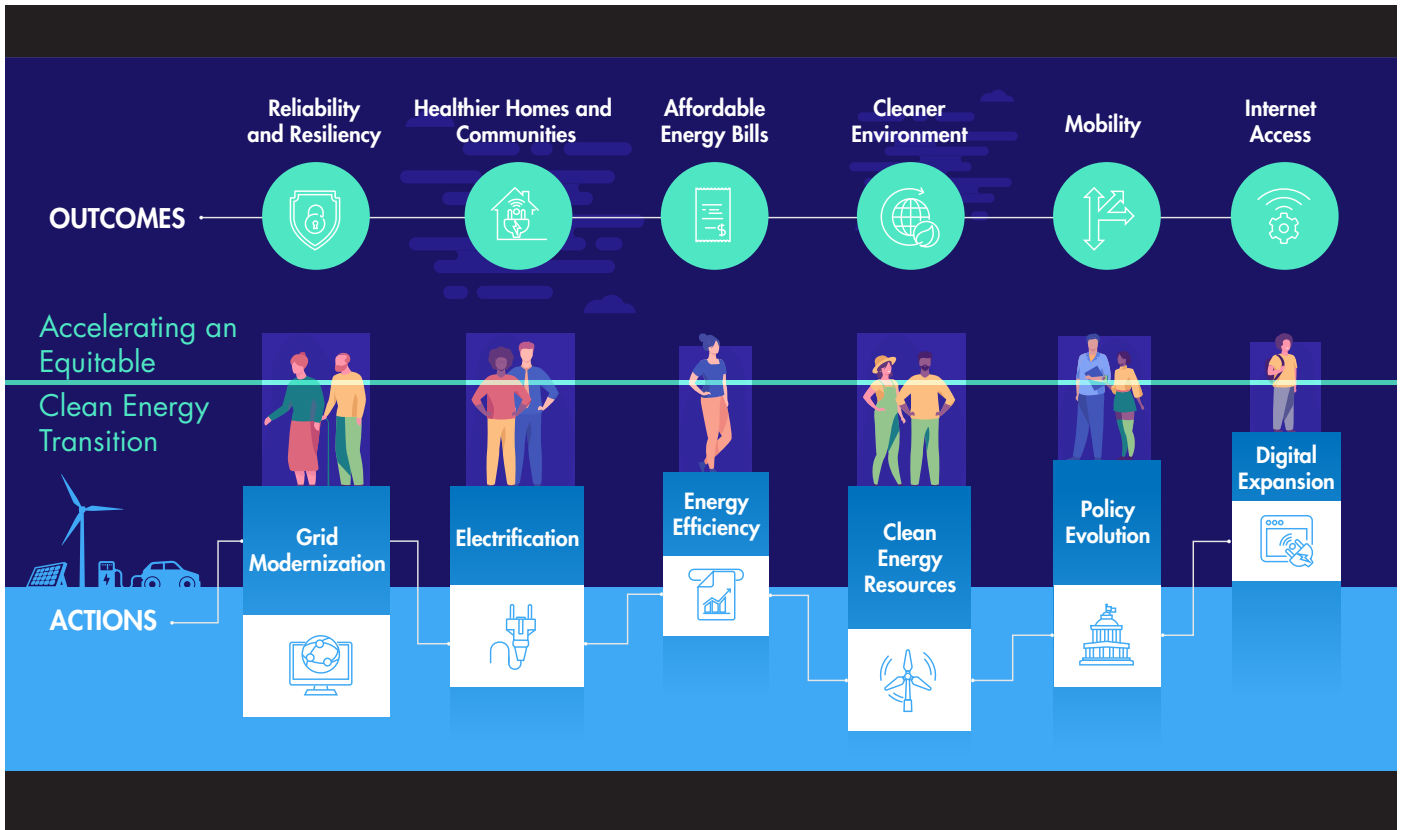 Reliability
and Resiliency
Healthier Homes and
Communities
Affordable
Energy Bills
Cleaner
Environment
Mobility
Internet
Access
OUTCOMES
$
Accelerating an
Equitable
Clean Energy
Transition
Grid
Modernization
Electrification
Energy
Efficiency
Clean
Energy
Resources
Policy
Evolution
Digital
Expansion
ACTIONS